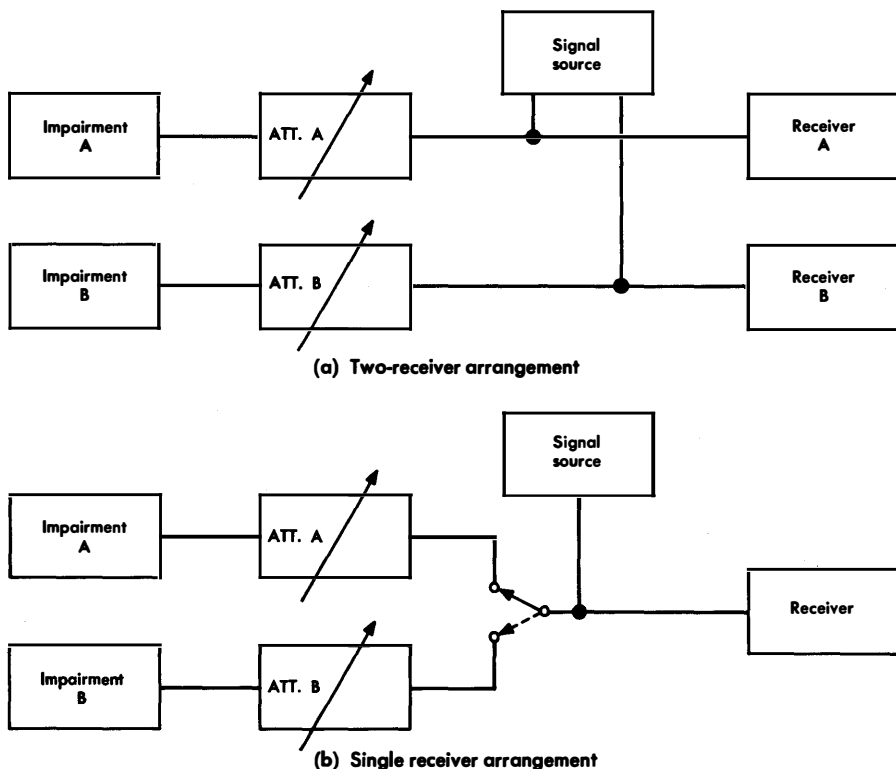 Signal
source
Impairment
A
ATT. A
Receiver
A
Impairment
B
ATT. B
Receiver
B
(a) Two-receiver arrangement
Signal
source
Impairment
A
ATT. A
Receiver
Impairment
B
ATT. B
(b) Single receiver arrangement